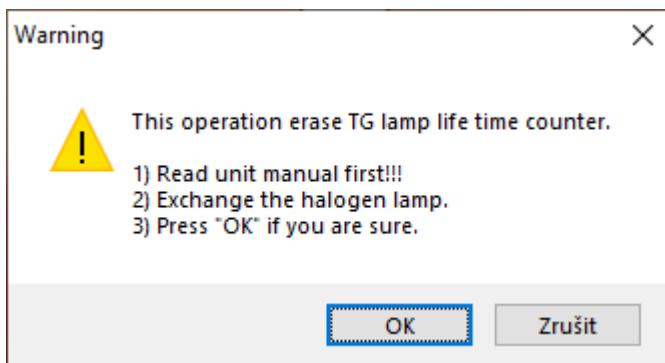 Warning
This operation erase TG lamp life time counter.
1) Read unit manual first!!!
2) Exchange the halogen lamp.
3) Press "OK" if you are sure.
OK
Zrušit